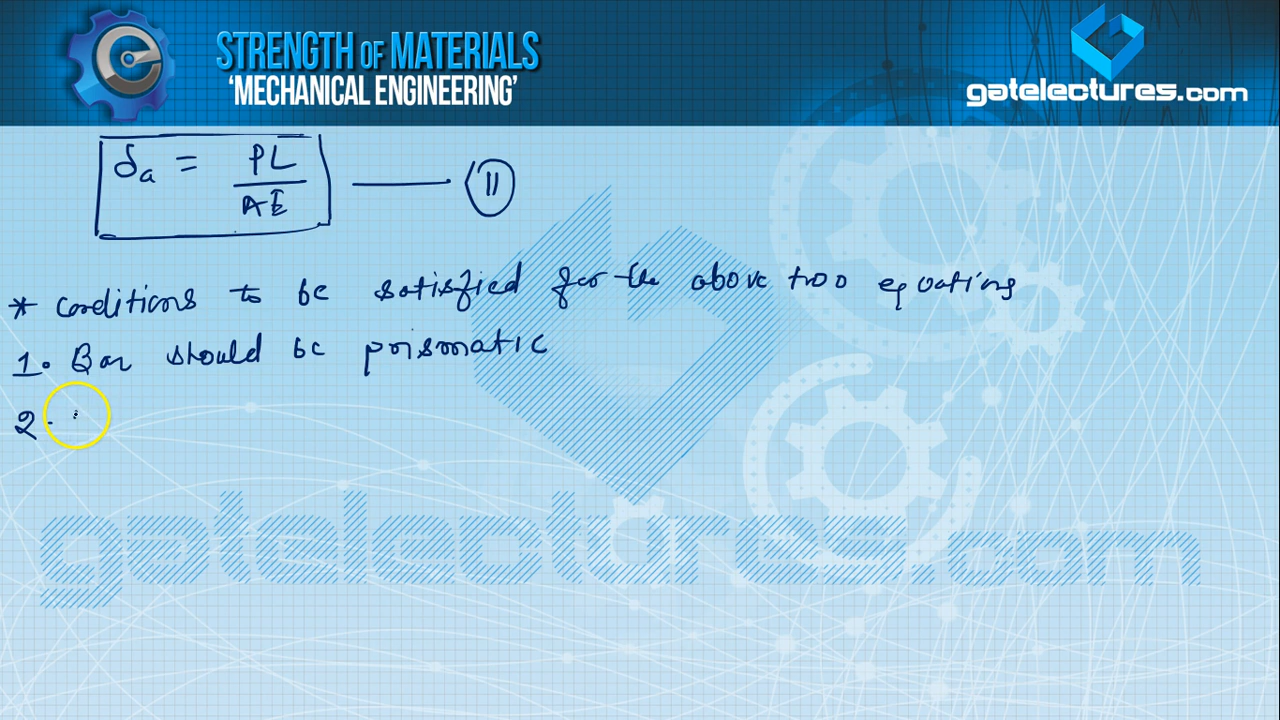 STRENGTH OF MATERIALS
'MECHANICAL ENGINEERING'
gatelectures.com
δa = PL / AE —— II
* conditions to be satisfied for the above two equations
1. Bar should be prismatic
2.
gatelectures.com